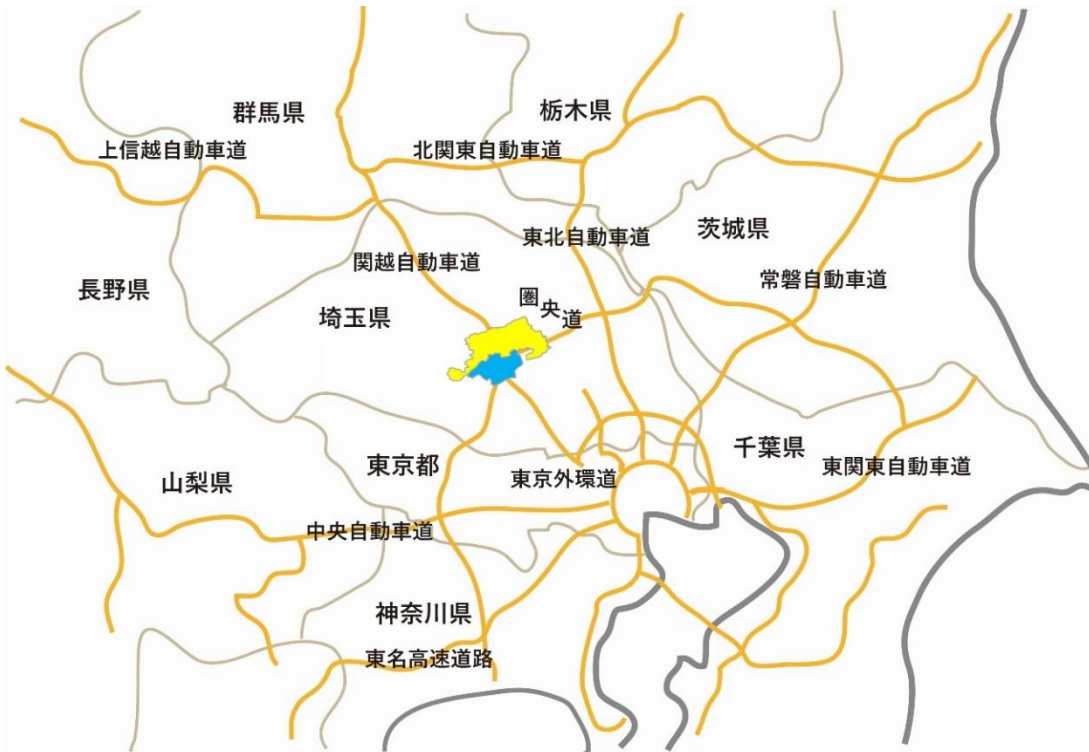 群馬県
栃木県
上信越自動車道
北関東自動車道
茨城県
東北自動車道
関越自動車道
常磐自動車道
長野県
埼玉県
圏央道
千葉県
東京都
東関東自動車道
東京外環道
山梨県
中央自動車道
神奈川県
東名高速道路